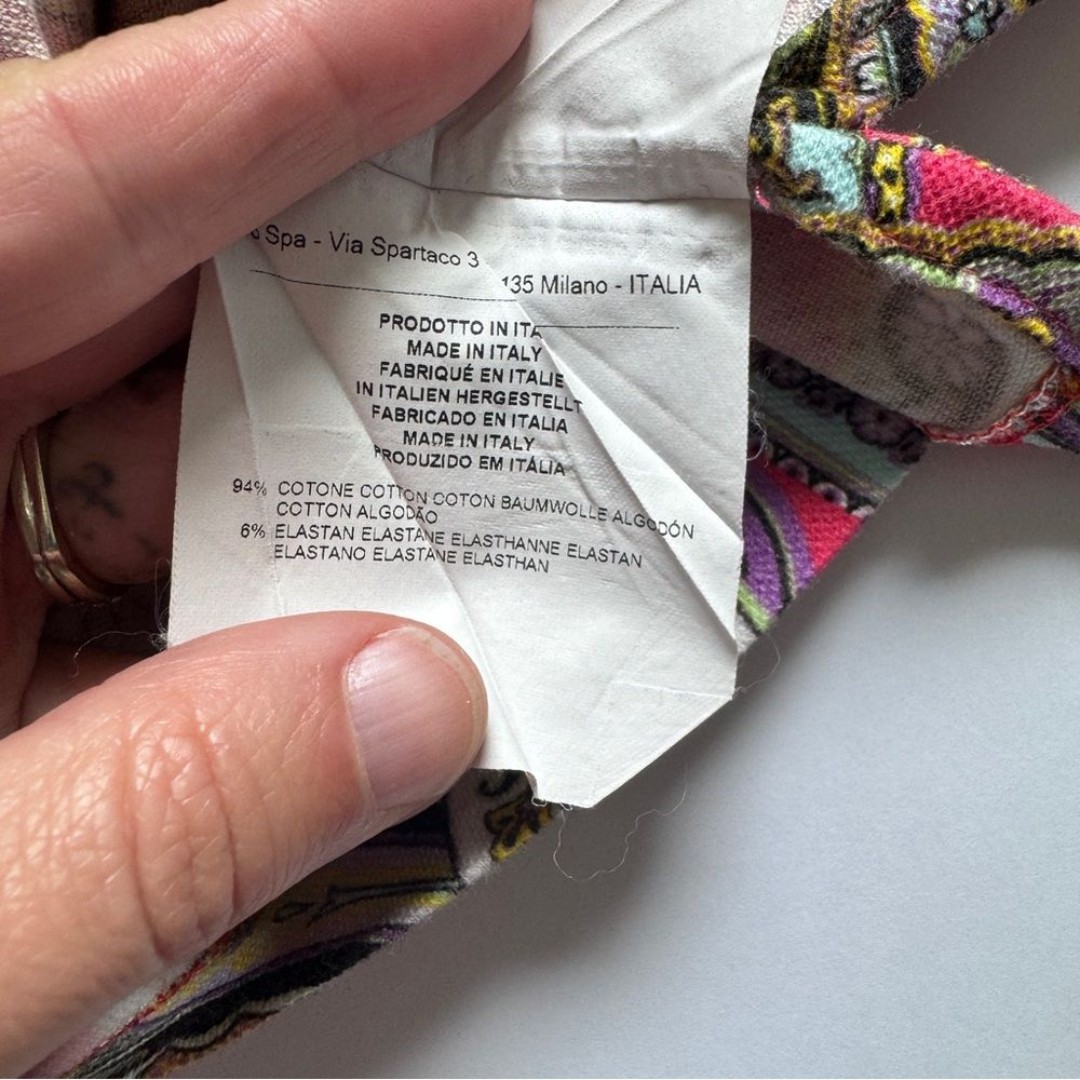 Spa - Via Spartaco 3
135 Milano - ITALIA
PRODOTTO IN ITA
MADE IN ITALY
FABRIQUÉ EN ITALIE
IN ITALIEN HERGESTELLT
FABRICADO EN ITALIA
MADE IN ITALY
PRODUZIDO EM ITÁLIA
94% COTONE COTTON COTON BAUMWOLLE ALGODÓN
COTTON ALGODÃO
6% ELASTAN ELASTANE ELASTHANNE ELASTAN
ELASTANO ELASTANE ELASTHAN